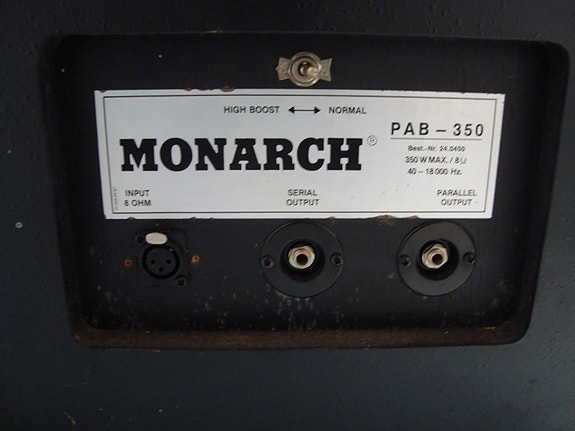 HIGH BOOST ⟷ NORMAL
MONARCH®
PAB - 350
Best.-Nr. 24.0450
350 W MAX. / 8 Ω
40 - 18 000 Hz.
INPUT
8 OHM
SERIAL
OUTPUT
PARALLEL
OUTPUT